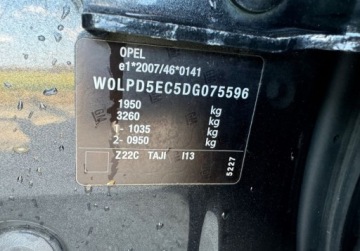 OPEL
e1*2007/46*0141
W0LPD5EC5DG075596
1950 kg
3260 kg
1- 1035 kg
2- 0950 kg
Z22C TAJI I13
5227